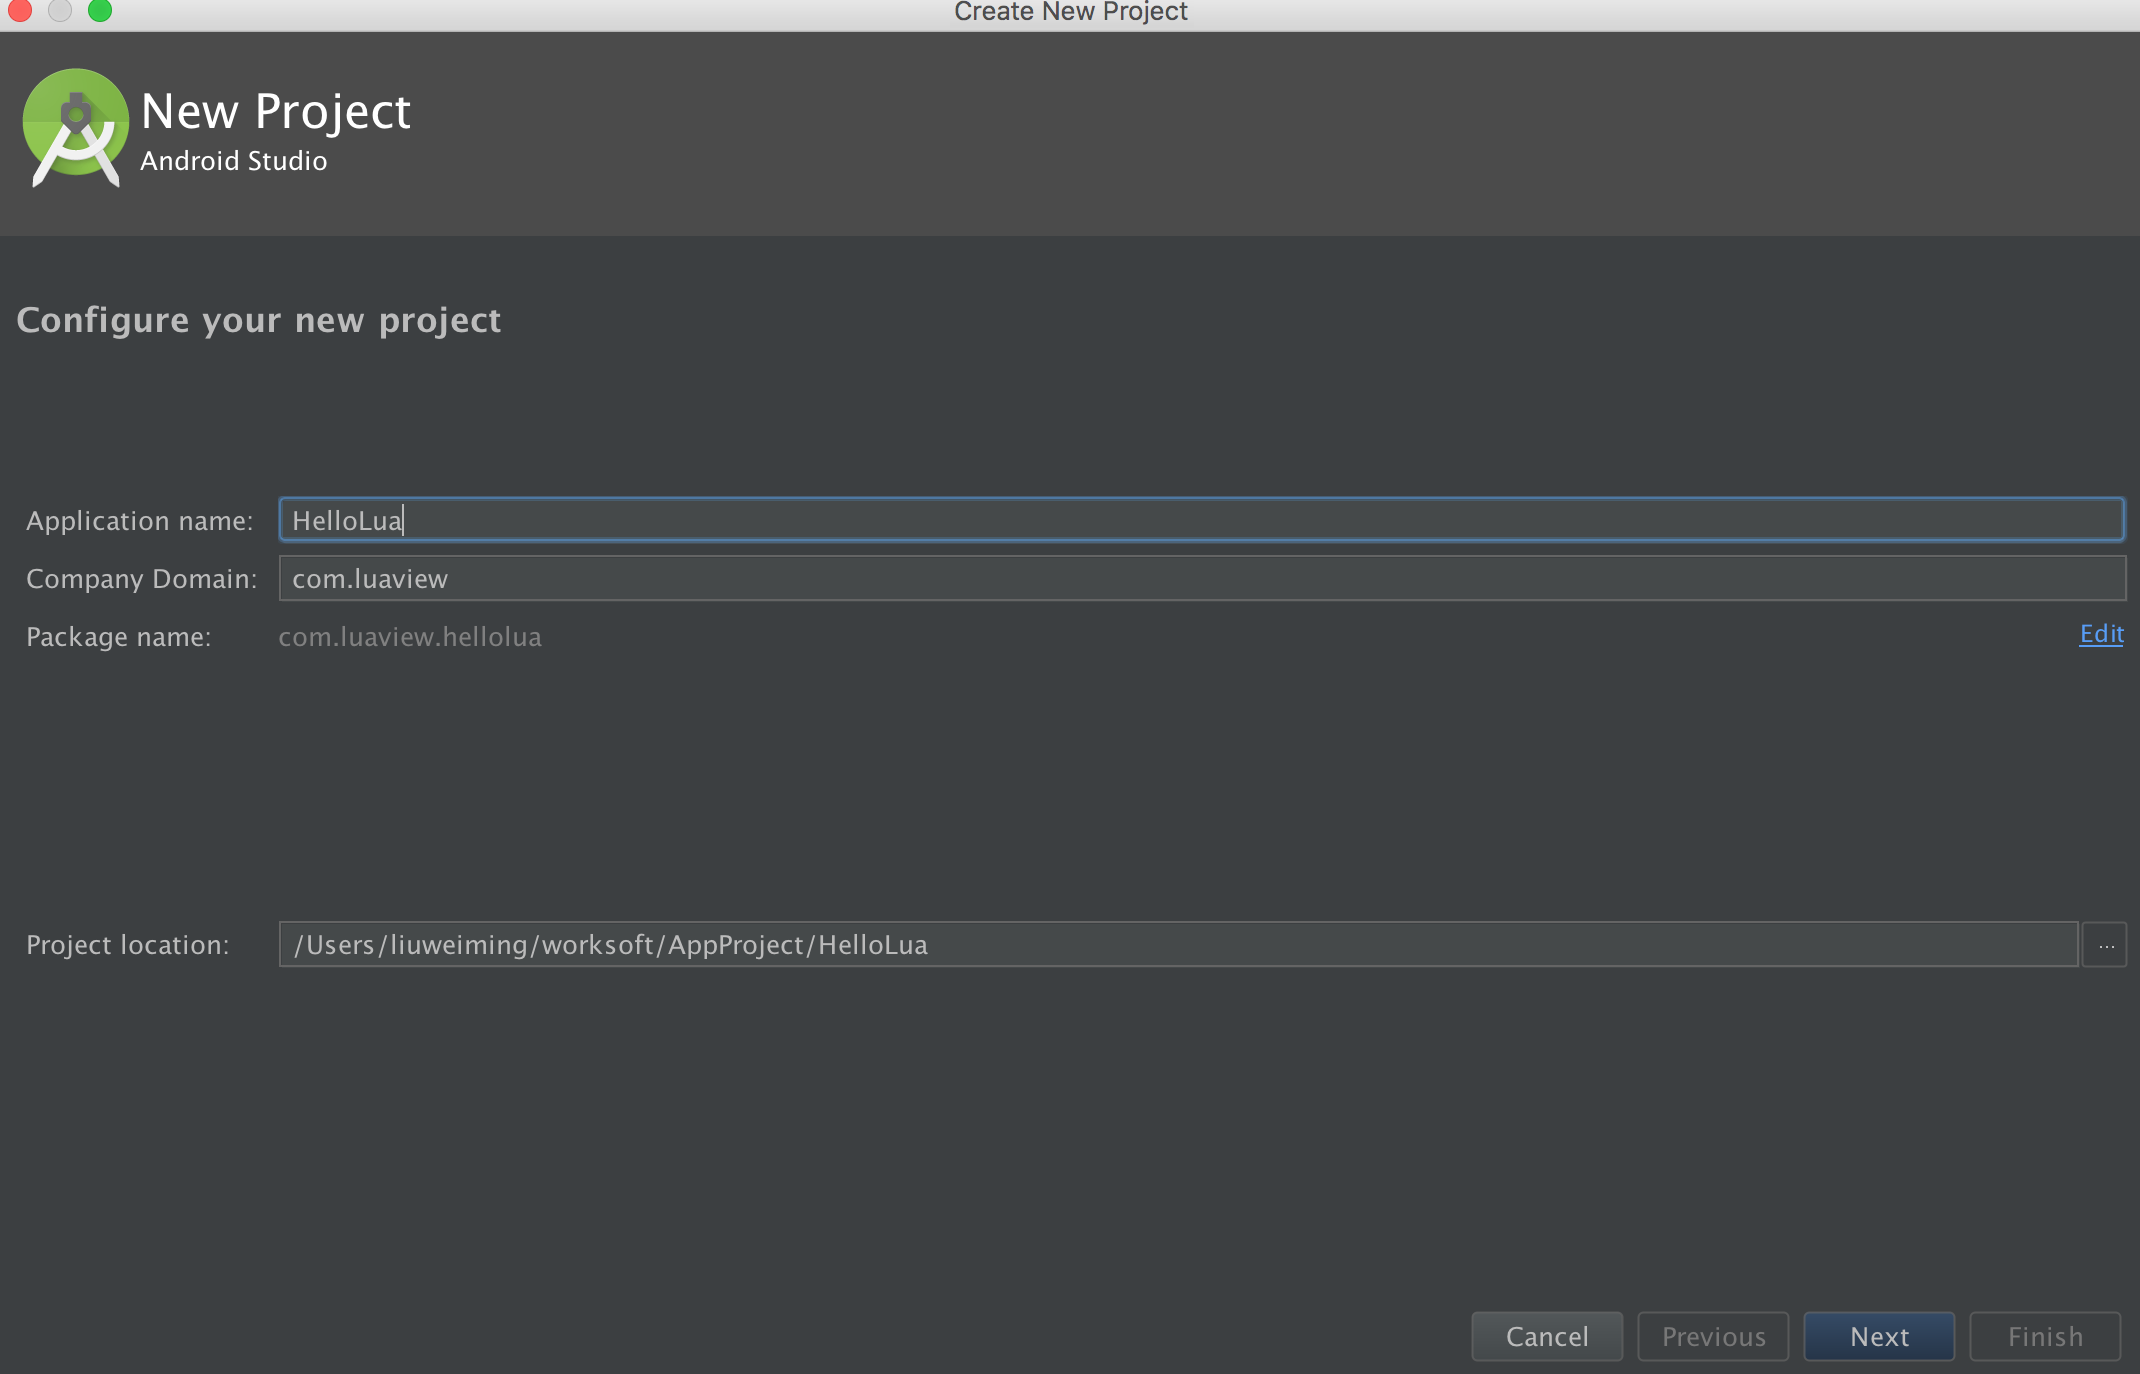 Create New Project
New Project
Android Studio
Configure your new project
Application name: HelloLua
Company Domain: com.luaview
Package name: com.luaview.hellolua Edit
Project location: /Users/liuweiming/worksoft/AppProject/HelloLua ...
Cancel Previous Next Finish